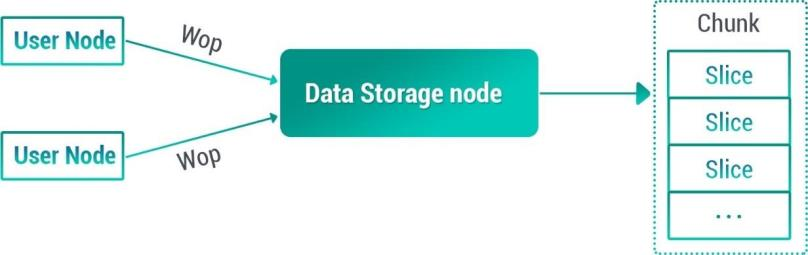 User Node
Wop
User Node
Wop
Data Storage node
Chunk
Slice
Slice
Slice
...